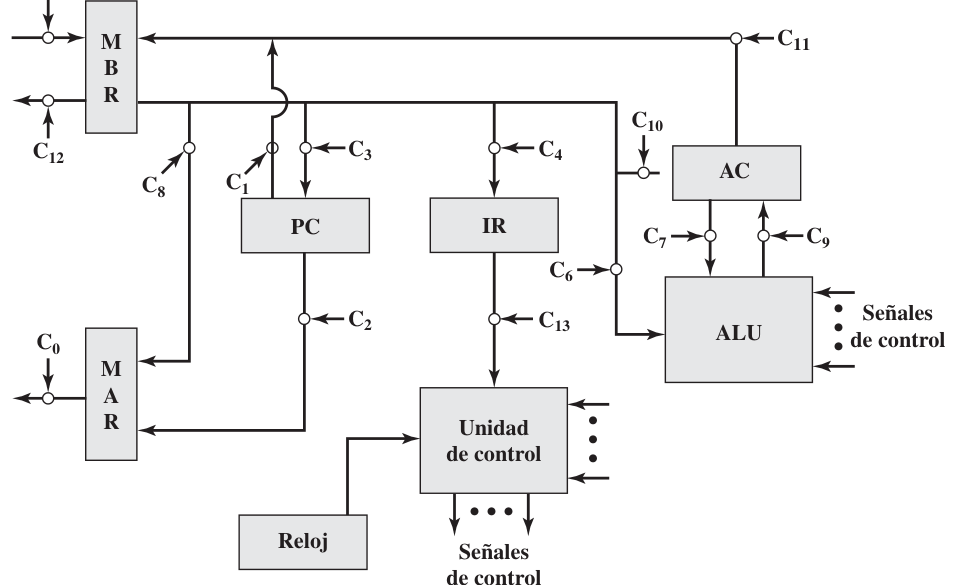 M
B
R
C11
C12
C8
C1
C3
C4
C10
AC
PC
IR
C7
C9
C6
C2
C13
ALU
Señales
de control
C0
M
A
R
Unidad
de control
Reloj
Señales
de control